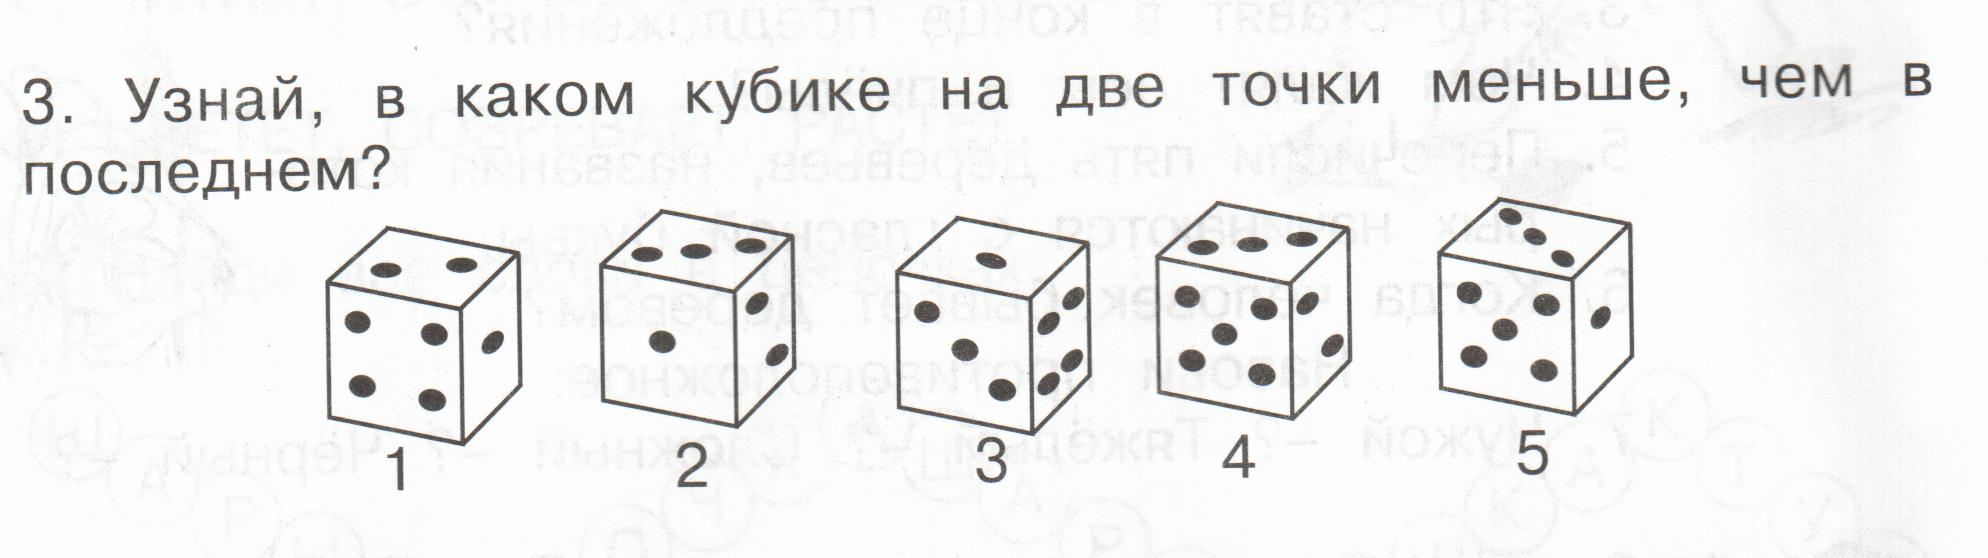 3. Узнай, в каком кубике на две точки меньше, чем в
последнем?
1 2 3 4 5